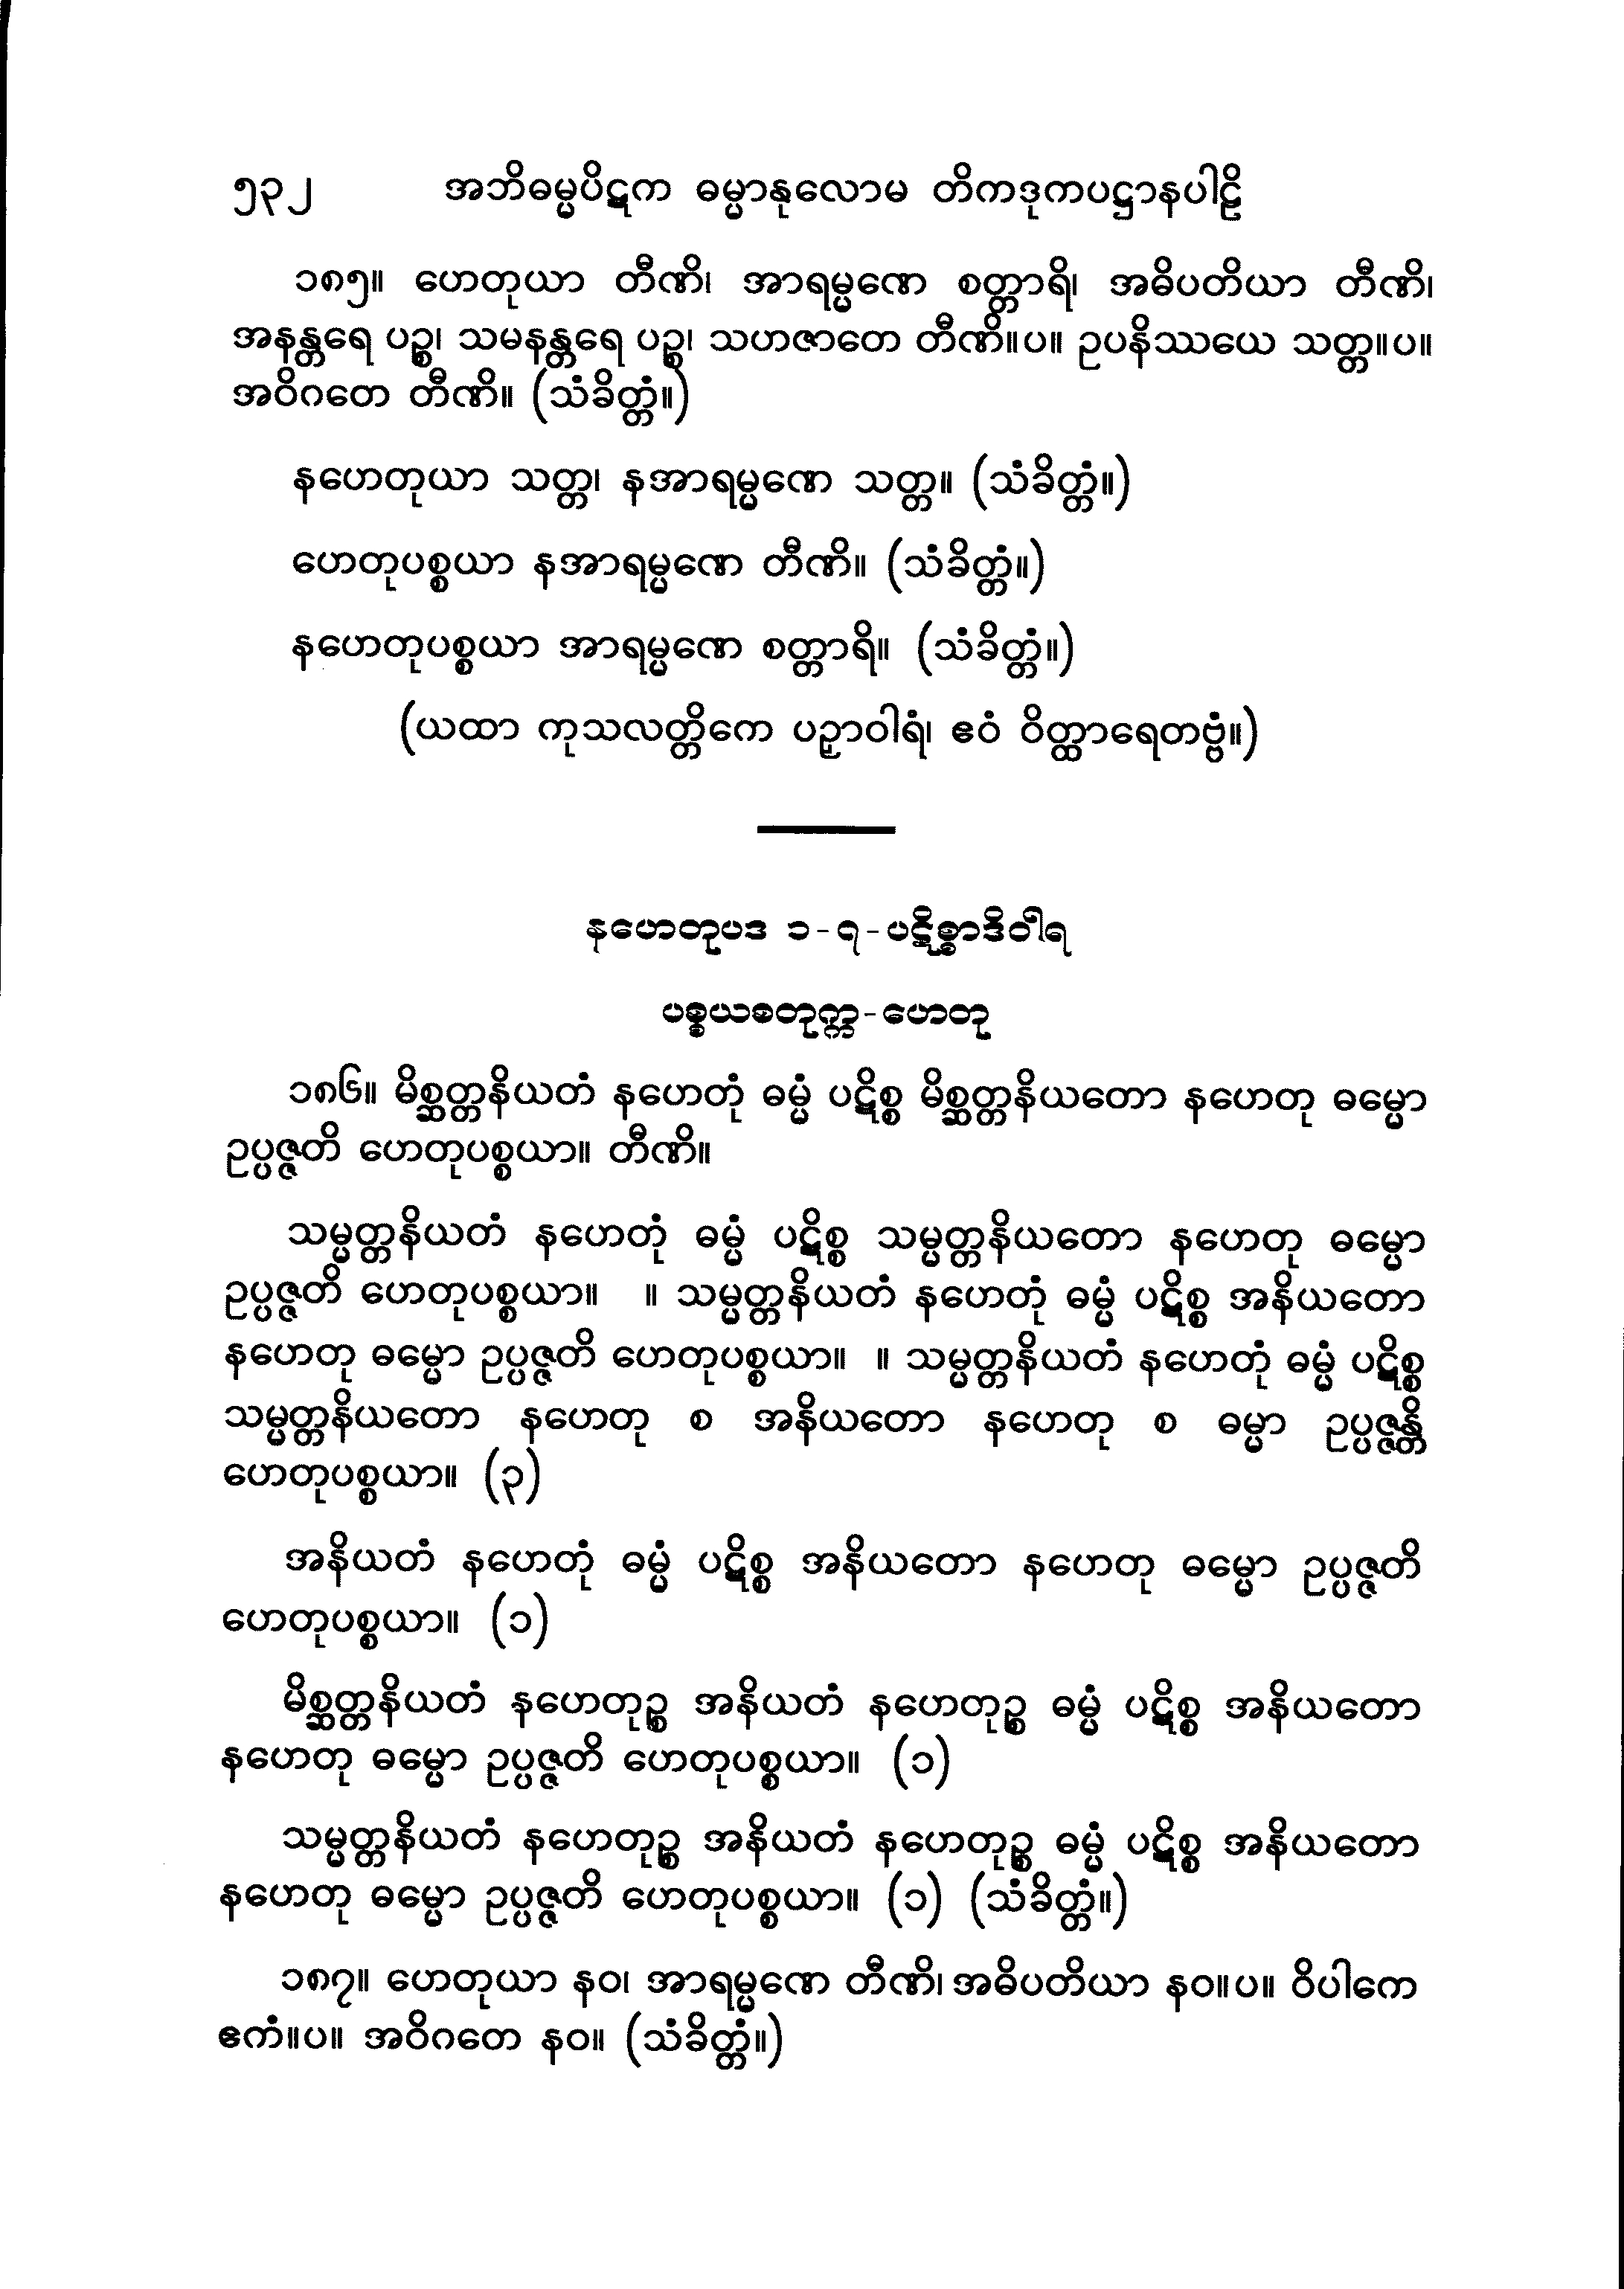 ၅၃၂ အဘိဓမ္မပိဋက ဓမ္မာနုလောမ တိကဒုကပဋ္ဌာနပါဠိ
၁၈၅။ ဟေတုယာ တီဏိ၊ အာရမ္မဏေ စတ္တာရိ၊ အဓိပတိယာ တီဏိ၊
အနန္တရေ ပဉ္စ၊ သမနန္တရေ ပဉ္စ၊ သဟဇာတေ တီဏိ။ပ။ ဥပနိဿယေ သတ္တ။ပ။
အဝိဂတေ တီဏိ။ (သံခိတ္တံ။)
နဟေတုယာ သတ္တ၊ နအာရမ္မဏေ သတ္တ။ (သံခိတ္တံ။)
ဟေတုပစ္စယာ နအာရမ္မဏေ တီဏိ။ (သံခိတ္တံ။)
နဟေတုပစ္စယာ အာရမ္မဏေ စတ္တာရိ။ (သံခိတ္တံ။)
(ယထာ ကုသလတ္တိကေ ပဉှာဝါရံ၊ ဧဝံ ဝိတ္ထာရေတဗ္ဗံ။)
နဟေတုပဒ ၁-၇-ပဋိစ္စာဒိဝါရ
ပစ္စယစတုက္က-ဟေတု
၁၈၆။ မိစ္ဆတ္တနိယတံ နဟေတုံ ဓမ္မံ ပဋိစ္စ မိစ္ဆတ္တနိယတော နဟေတု ဓမ္မော
ဥပ္ပဇ္ဇတိ ဟေတုပစ္စယာ။ တီဏိ။
သမ္မတ္တနိယတံ နဟေတုံ ဓမ္မံ ပဋိစ္စ သမ္မတ္တနိယတော နဟေတု ဓမ္မော
ဥပ္ပဇ္ဇတိ ဟေတုပစ္စယာ။ ။ သမ္မတ္တနိယတံ နဟေတုံ ဓမ္မံ ပဋိစ္စ အနိယတော
နဟေတု ဓမ္မော ဥပ္ပဇ္ဇတိ ဟေတုပစ္စယာ။ ။ သမ္မတ္တနိယတံ နဟေတုံ ဓမ္မံ ပဋိစ္စ
သမ္မတ္တနိယတော နဟေတု စ အနိယတော နဟေတု စ ဓမ္မာ ဥပ္ပဇ္ဇန္တိ
ဟေတုပစ္စယာ။ (၃)
အနိယတံ နဟေတုံ ဓမ္မံ ပဋိစ္စ အနိယတော နဟေတု ဓမ္မော ဥပ္ပဇ္ဇတိ
ဟေတုပစ္စယာ။ (၁)
မိစ္ဆတ္တနိယတံ နဟေတုဉ္စ အနိယတံ နဟေတုဉ္စ ဓမ္မံ ပဋိစ္စ အနိယတော
နဟေတု ဓမ္မော ဥပ္ပဇ္ဇတိ ဟေတုပစ္စယာ။ (၁)
သမ္မတ္တနိယတံ နဟေတုဉ္စ အနိယတံ နဟေတုဉ္စ ဓမ္မံ ပဋိစ္စ အနိယတော
နဟေတု ဓမ္မော ဥပ္ပဇ္ဇတိ ဟေတုပစ္စယာ။ (၁) (သံခိတ္တံ။)
၁၈၇။ ဟေတုယာ နဝ၊ အာရမ္မဏေ တီဏိ၊ အဓိပတိယာ နဝ။ပ။ ဝိပါကေ
ဧကံ။ပ။ အဝိဂတေ နဝ။ (သံခိတ္တံ။)